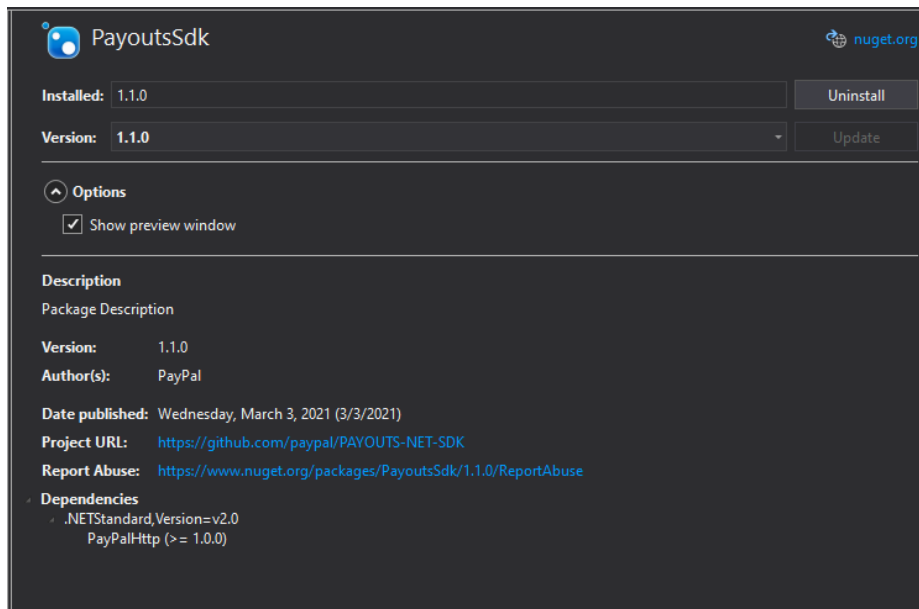 PayoutsSdk
nuget.org
Installed: 1.1.0
Uninstall
Version: 1.1.0
Update
Options
Show preview window
Description
Package Description
Version: 1.1.0
Author(s): PayPal
Date published: Wednesday, March 3, 2021 (3/3/2021)
Project URL: https://github.com/paypal/PAYOUTS-NET-SDK
Report Abuse: https://www.nuget.org/packages/PayoutsSdk/1.1.0/ReportAbuse
Dependencies
.NETStandard,Version=v2.0
PayPalHttp (>= 1.0.0)